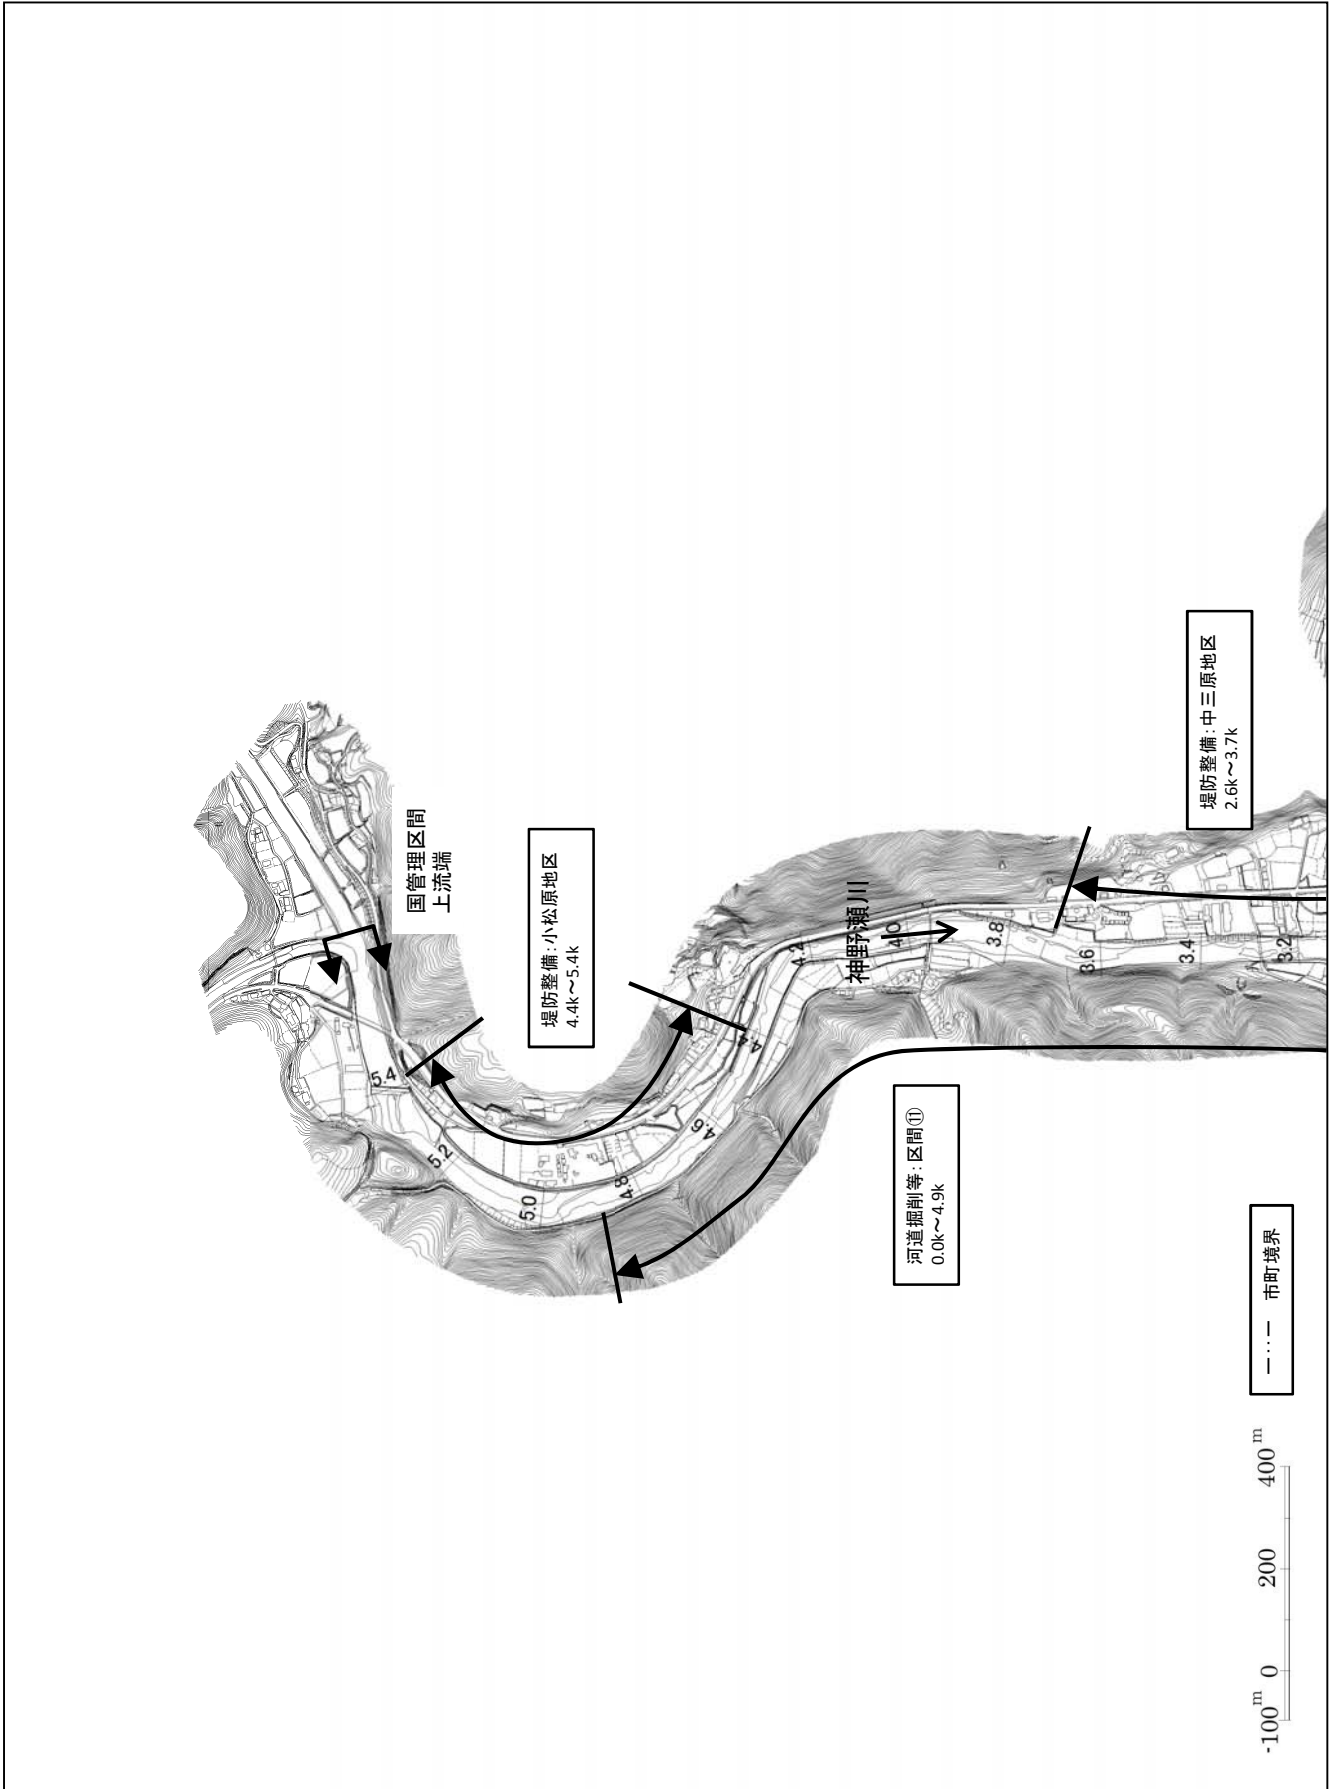 国管理区間
上流端
堤防整備:小松原地区
4.4k～5.4k
5.4
5.2
5.0
4.8
4.6
4.4
4.2
神野瀬川
4.0
3.8
3.6
3.4
3.2
堤防整備:中三原地区
2.6k～3.7k
河道掘削等:区間⑪
0.0k～4.9k
市町境界
-100m 0 200 400m